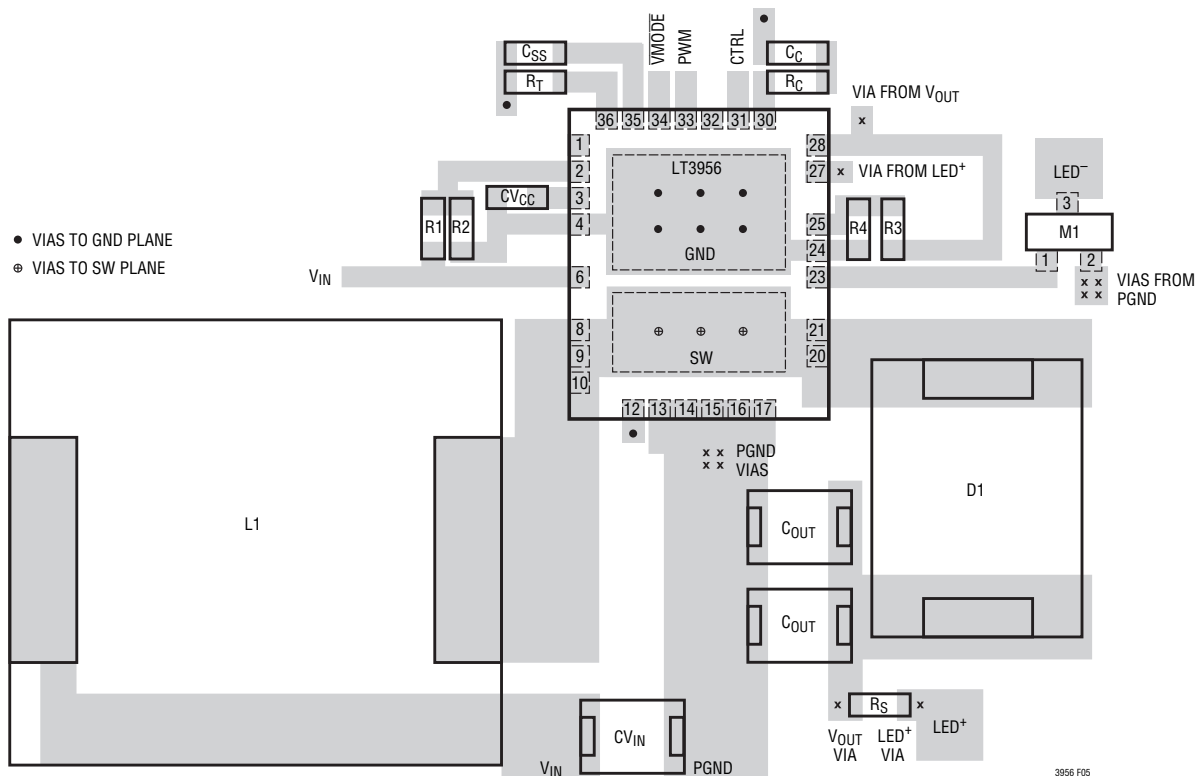 C_SS
R_T
V̅M̅O̅D̅E̅
PWM
CTRL
C_C
R_C
VIA FROM V_OUT
x
36 35 34 33 32 31 30
1
2
3
4
6
8
9
10
28
27
25
24
23
21
20
LT3956
GND
SW
x VIA FROM LED+
LED–
3
M1
1
2
x x
x x
VIAS FROM
PGND
CV_CC
R1
R2
R4
R3
● VIAS TO GND PLANE
⊕ VIAS TO SW PLANE
V_IN
12 13 14 15 16 17
x x PGND
x x VIAS
L1
C_OUT
C_OUT
D1
x R_S x
V_OUT
VIA
LED+
VIA
LED+
CV_IN
V_IN
PGND
3956 F05